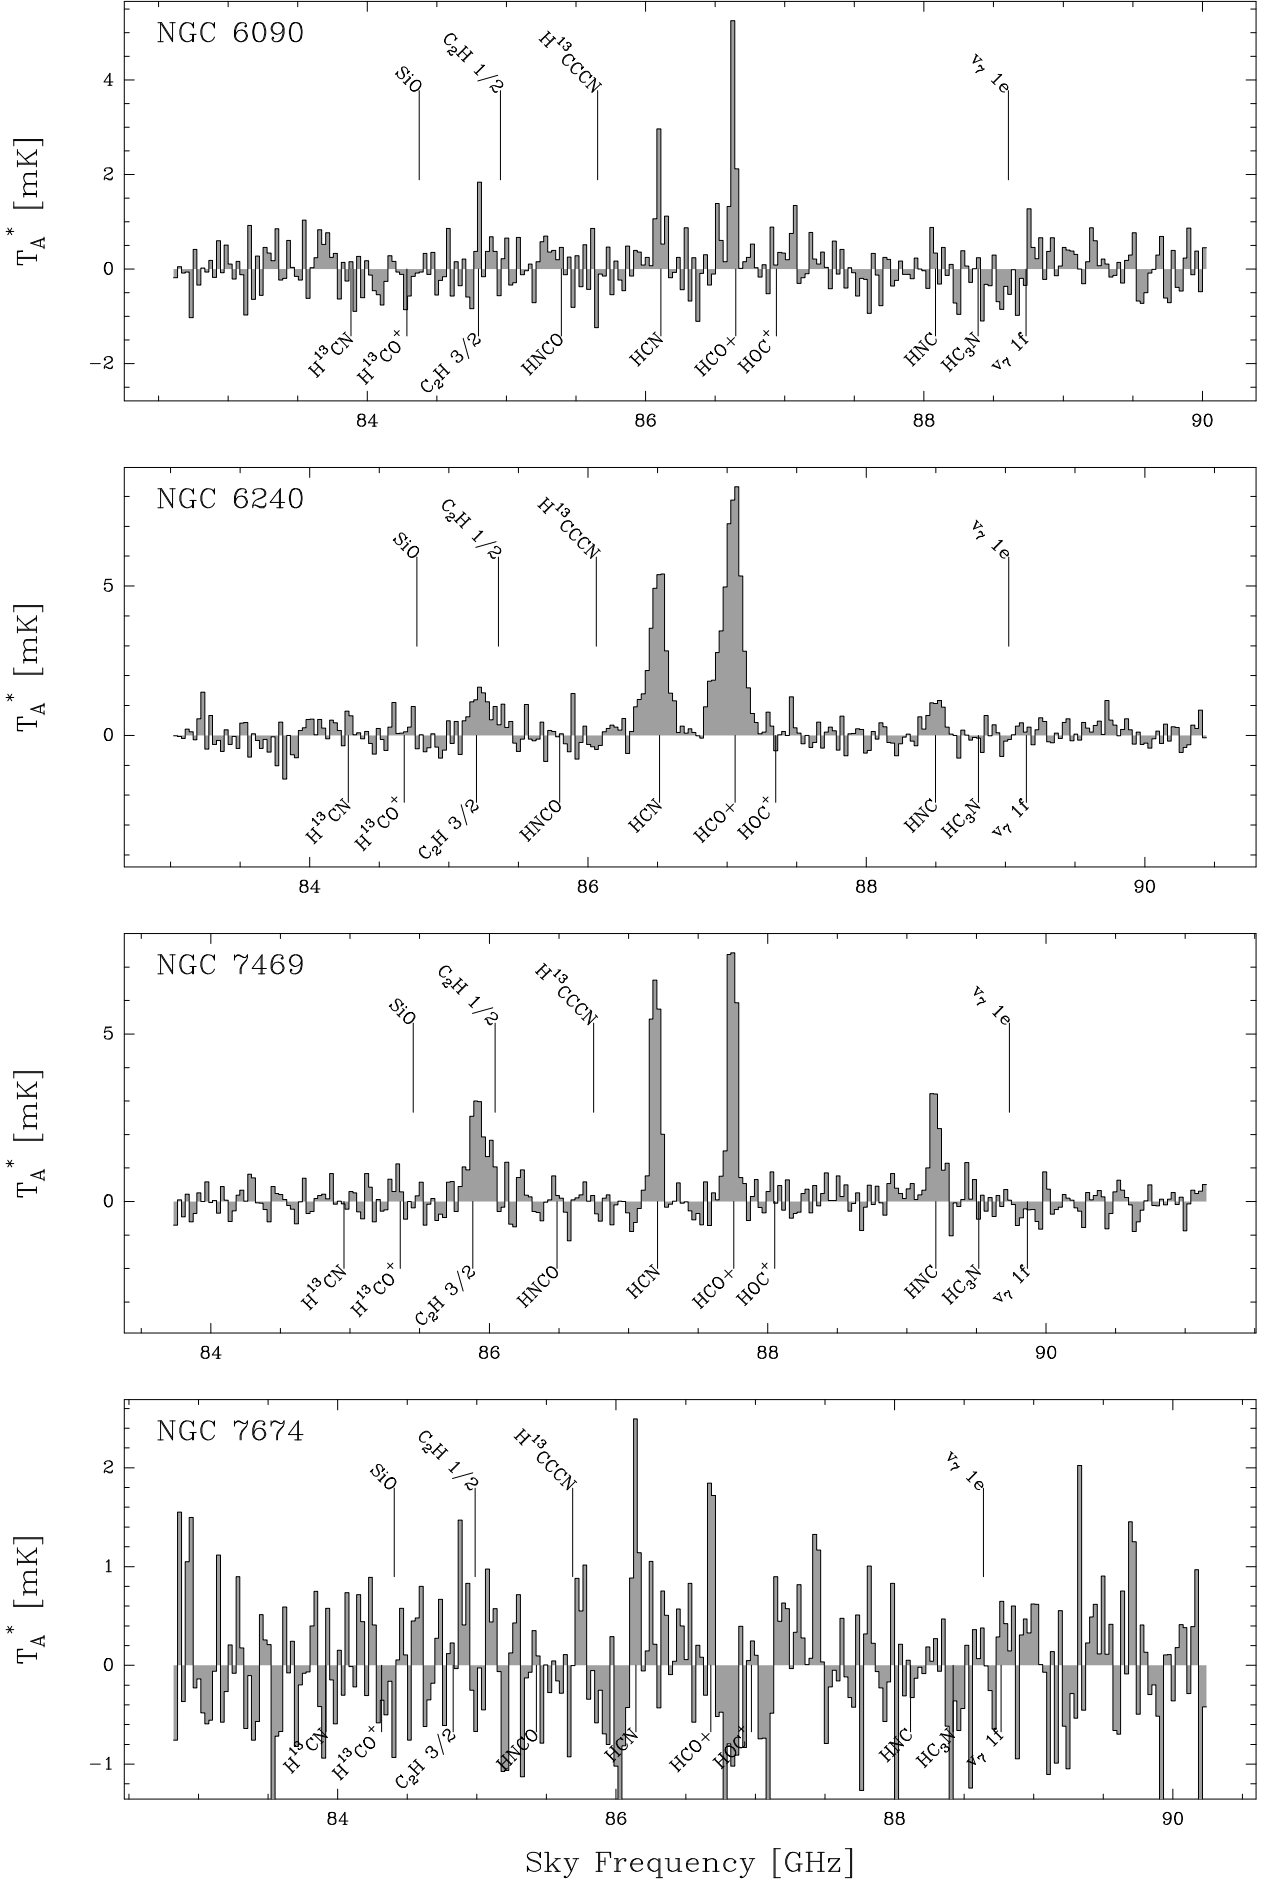 NGC 6090
SiO
C₂H 1/2
H¹³CCCN
v₇ 1e
4
2
0
−2
T_A^* [mK]
H¹³CN
H¹³CO⁺
C₂H 3/2
HNCO
HCN
HCO+
HOC⁺
HNC
HC₃N
v₇ 1f
84
86
88
90
NGC 6240
SiO
C₂H 1/2
H¹³CCCN
v₇ 1e
5
0
T_A^* [mK]
H¹³CN
H¹³CO⁺
C₂H 3/2
HNCO
HCN
HCO+
HOC⁺
HNC
HC₃N
v₇ 1f
84
86
88
90
NGC 7469
SiO
C₂H 1/2
H¹³CCCN
v₇ 1e
5
0
T_A^* [mK]
H¹³CN
H¹³CO⁺
C₂H 3/2
HNCO
HCN
HCO+
HOC⁺
HNC
HC₃N
v₇ 1f
84
86
88
90
NGC 7674
SiO
C₂H 1/2
H¹³CCCN
v₇ 1e
2
1
0
−1
T_A^* [mK]
H¹³CN
H¹³CO⁺
C₂H 3/2
HNCO
HCN
HCO+
HOC⁺
HNC
HC₃N
v₇ 1f
84
86
88
90
Sky Frequency [GHz]